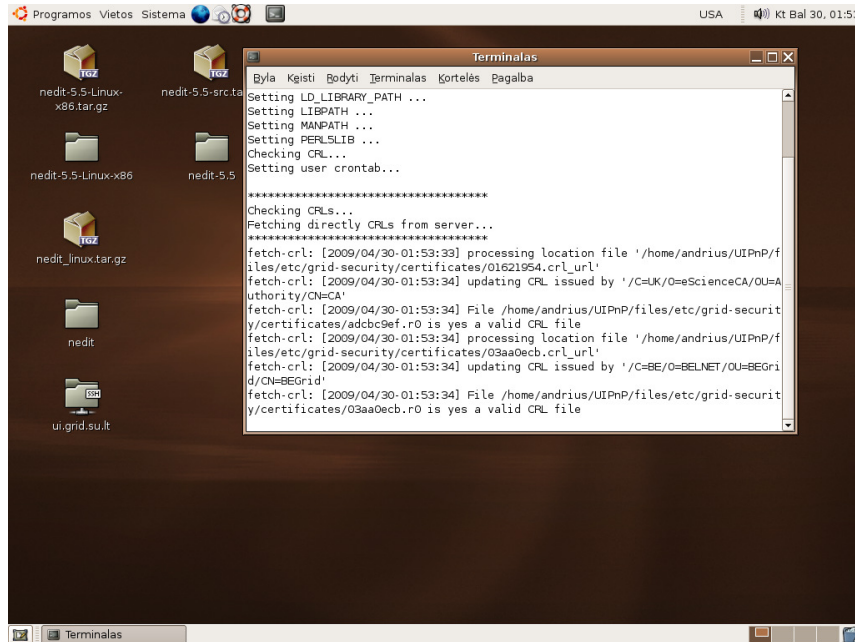 Programos Vietos Sistema
USA
Kt Bal 30, 01:53
TGZ
nedit-5.5-Linux-
x86.tar.gz
TGZ
nedit-5.5-src.ta
nedit-5.5-Linux-x86
nedit-5.5
TGZ
nedit_linux.tar.gz
nedit
SSH
ui.grid.su.lt
Terminalas
Byla Keisti Rodyti Terminalas Kortelės Pagalba
Setting LD_LIBRARY_PATH ...
Setting LIBPATH ...
Setting MANPATH ...
Setting PERL5LIB ...
Checking CRL...
Setting user crontab...
************************************
Checking CRLs...
Fetching directly CRLs from server...
************************************
fetch-crl: [2009/04/30-01:53:33] processing location file '/home/andrius/UIPnP/f
iles/etc/grid-security/certificates/01621954.crl_url'
fetch-crl: [2009/04/30-01:53:34] updating CRL issued by '/C=UK/O=eScienceCA/OU=A
uthority/CN=CA'
fetch-crl: [2009/04/30-01:53:34] File /home/andrius/UIPnP/files/etc/grid-securit
y/certificates/adcbc9ef.r0 is yes a valid CRL file
fetch-crl: [2009/04/30-01:53:34] processing location file '/home/andrius/UIPnP/f
iles/etc/grid-security/certificates/03aa0ecb.crl_url'
fetch-crl: [2009/04/30-01:53:34] updating CRL issued by '/C=BE/O=BELNET/OU=BEGri
d/CN=BEGrid'
fetch-crl: [2009/04/30-01:53:34] File /home/andrius/UIPnP/files/etc/grid-securit
y/certificates/03aa0ecb.r0 is yes a valid CRL file
Terminalas